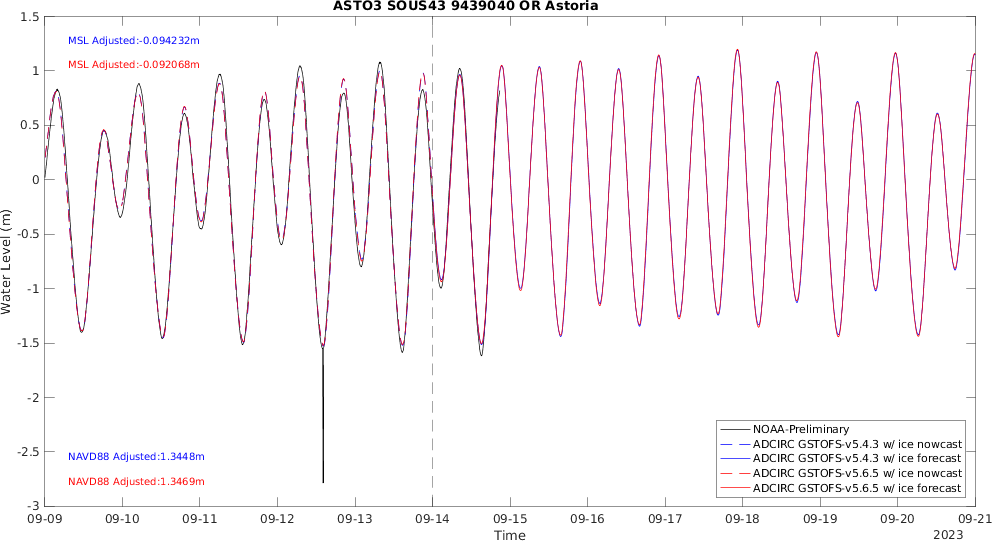 ASTO3 SOUS43 9439040 OR Astoria
MSL Adjusted:-0.094232m
MSL Adjusted:-0.092068m
NAVD88 Adjusted:1.3448m
NAVD88 Adjusted:1.3469m
Water Level (m)
1.5
1
0.5
0
-0.5
-1
-1.5
-2
-2.5
-3
NOAA-Preliminary
ADCIRC GSTOFS-v5.4.3 w/ ice nowcast
ADCIRC GSTOFS-v5.4.3 w/ ice forecast
ADCIRC GSTOFS-v5.6.5 w/ ice nowcast
ADCIRC GSTOFS-v5.6.5 w/ ice forecast
09-09 09-10 09-11 09-12 09-13 09-14 09-15 09-16 09-17 09-18 09-19 09-20 09-21
Time
2023